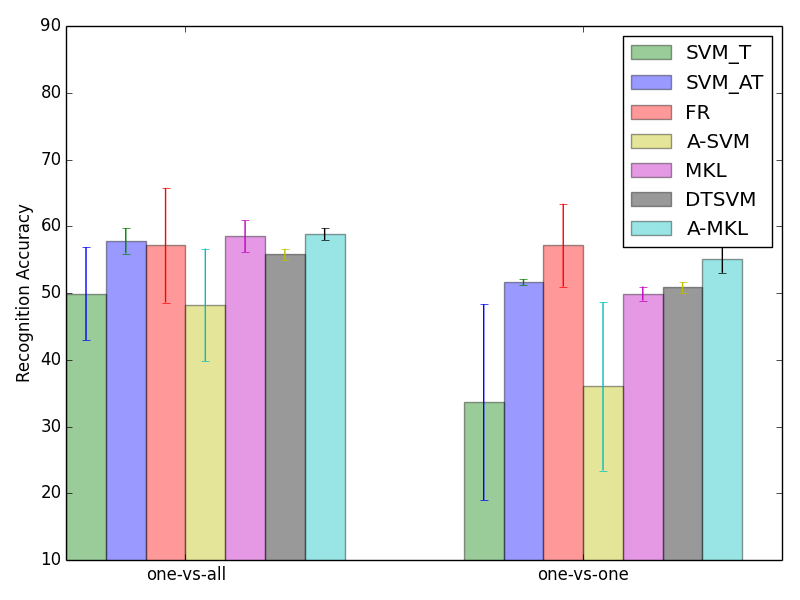 90
80
70
60
50
40
30
20
10
Recognition Accuracy
one-vs-all
one-vs-one
SVM_T
SVM_AT
FR
A-SVM
MKL
DTSVM
A-MKL